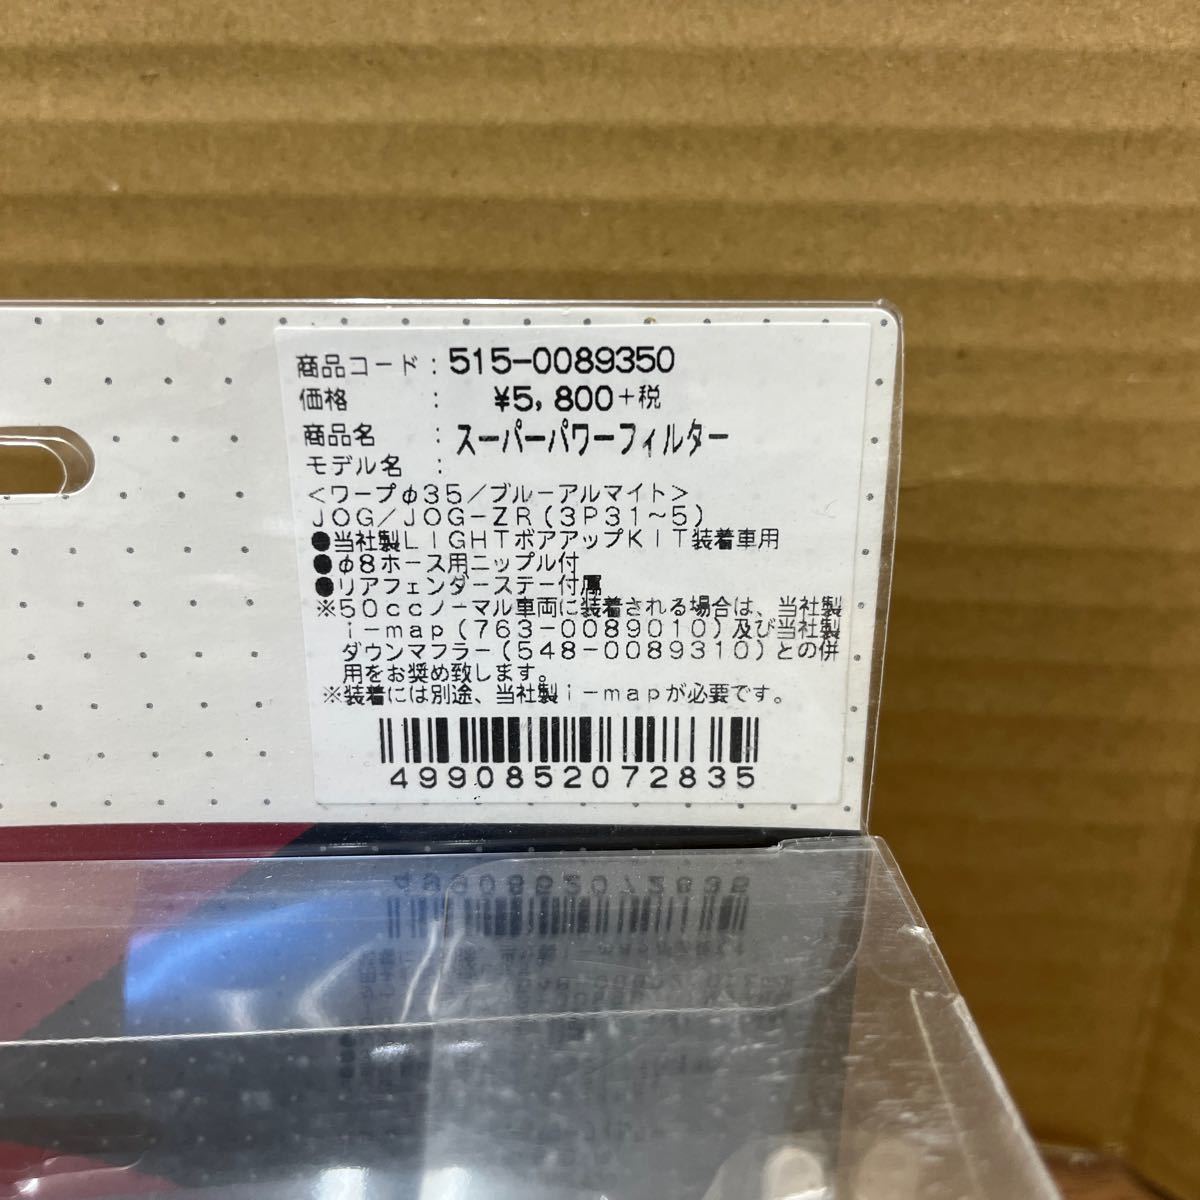 商品コード：515-0089350
価格　　　：　¥5,800+税
商品名　　：スーパーパワーフィルター
モデル名　：
<ワープφ35／ブルーアルマイト>
JOG／JOG-ZR(3P31～5)
●当社製LIGHTボアアップKIT装着車用
●φ8ホース用ニップル付
●リアフェンダーステー付属
※50ccノーマル車両に装着される場合は、当社製
i-map(763-0089010)及び当社製
ダウンマフラー(548-0089310)との併
用をお奨め致します。
※装着には別途、当社製i-mapが必要です。
4990852072835